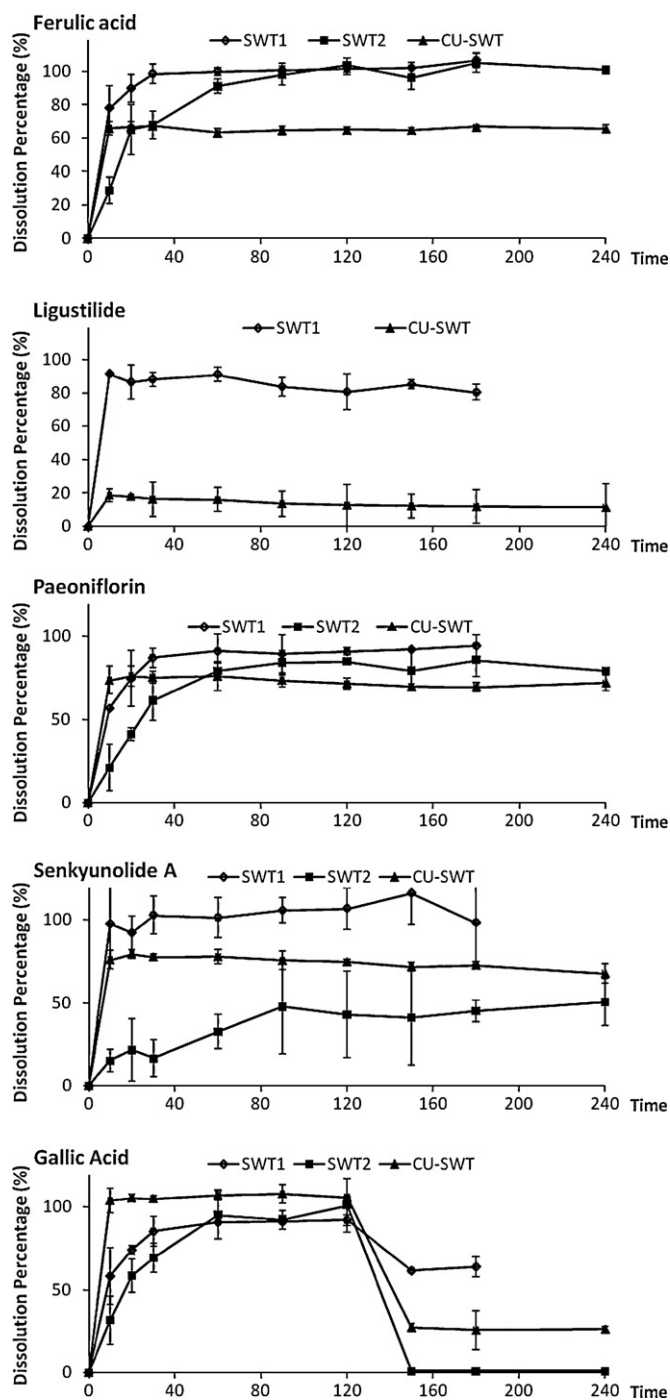 Ferulic acid
SWT1 SWT2 CU-SWT
Dissolution Percentage (%)
120
100
80
60
40
20
0
0 40 80 120 160 200 240 Time
Ligustilide
SWT1 CU-SWT
Dissolution Percentage (%)
100
80
60
40
20
0
0 40 80 120 160 200 240 Time
Paeoniflorin
SWT1 SWT2 CU-SWT
Dissolution Percentage (%)
100
50
0
0 40 80 120 160 200 240 Time
Senkyunolide A
SWT1 SWT2 CU-SWT
Dissolution Percentage (%)
100
50
0
0 40 80 120 160 200 240 Time
Gallic Acid
SWT1 SWT2 CU-SWT
Dissolution Percentage (%)
100
50
0
0 40 80 120 160 200 240 Time